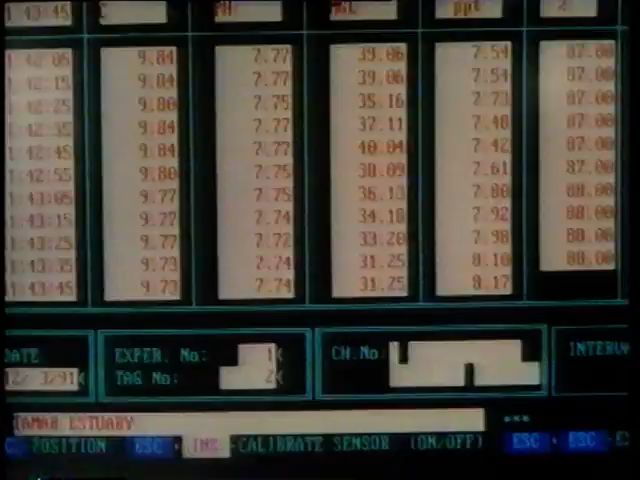 1:43:45 C PH ppt
1:42:05 9.84 7.77 39.06 7.54 87.00
1:42:15 9.84 7.77 39.06 7.54 87.00
1:42:25 9.80 7.75 35.16 7.73 87.00
1:42:35 9.84 7.77 37.11 7.48 87.00
1:42:45 9.84 7.77 40.04 7.42 87.00
1:42:55 9.80 7.75 7.61 87.00
1:43:05 9.77 7.75 36.13 7.80 88.00
1:43:15 9.77 7.74 34.18 7.92 88.00
1:43:25 9.77 7.72 33.20 7.98 88.00
1:43:35 9.73 7.74 31.25 8.10 88.00
1:43:45 9.73 7.74 31.25 8.17
DATE EXPER. No: 1 CH.No INTERV
12/ 3/91 TAG No: 2
TAMAR ESTUARY ***
C POSITION ESC + INS -CALIBRATE SENSOR (ON/OFF) ESC + ESC -E